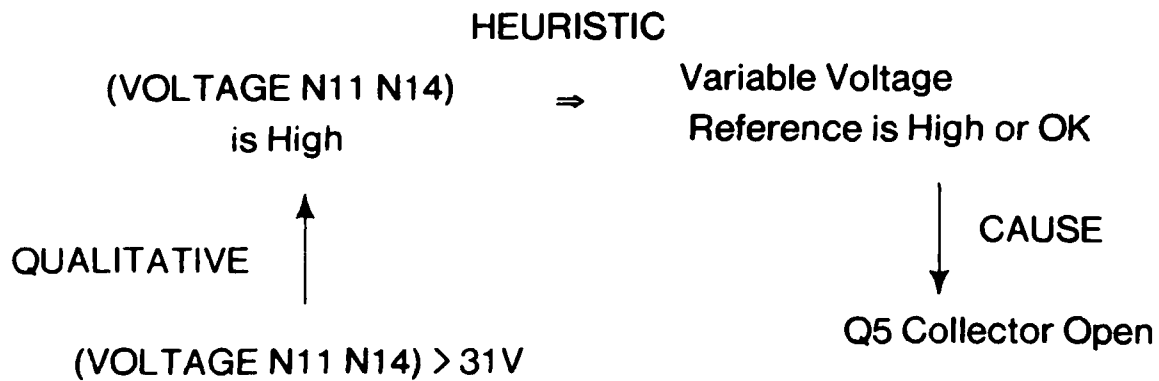 HEURISTIC
(VOLTAGE N11 N14)
is High
⇒
Variable Voltage
Reference is High or OK
QUALITATIVE
CAUSE
(VOLTAGE N11 N14) > 31V
Q5 Collector Open